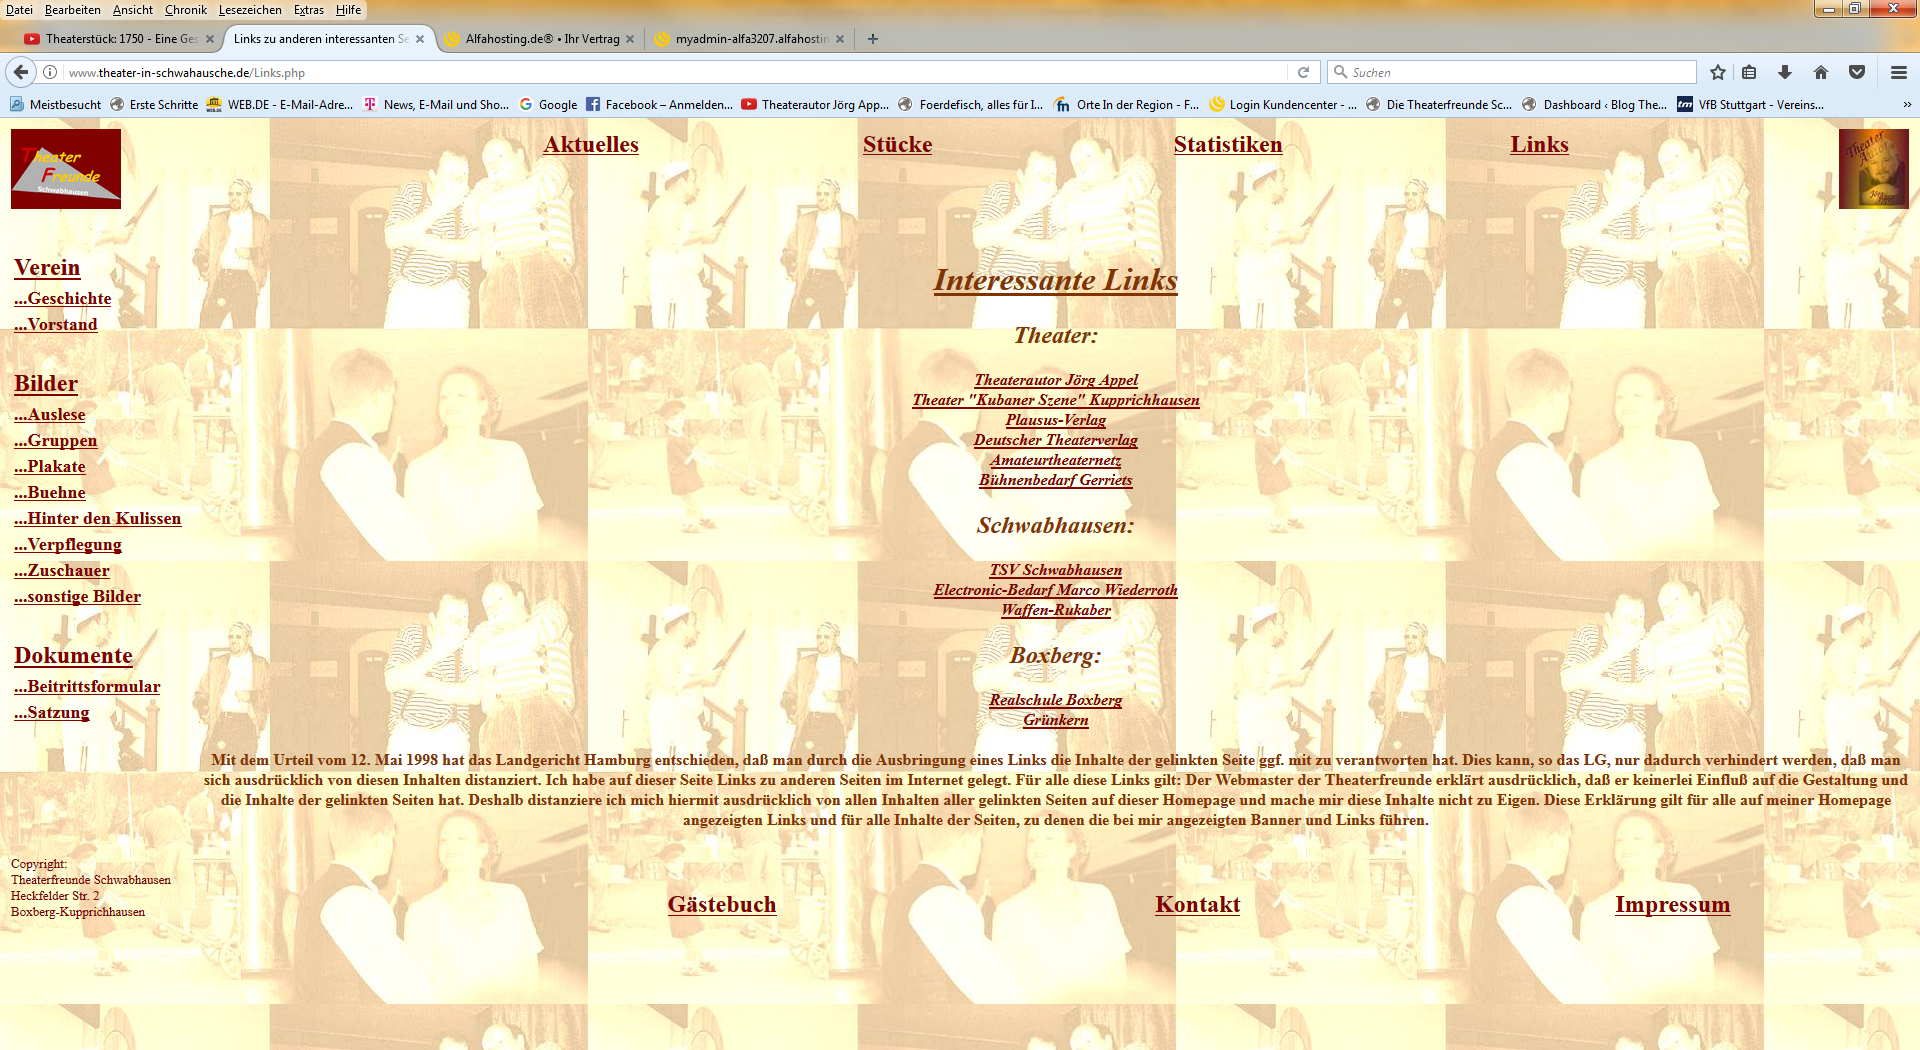 Datei Bearbeiten Ansicht Chronik Lesezeichen Extras Hilfe
Theaterstück: 1750 - Eine Ges
Links zu anderen interessanten Se
Alfahosting.de® • Ihr Vertrag
myadmin-alfa3207.alfahostin
www.theater-in-schwahausche.de/Links.php
Suchen
Meistbesucht Erste Schritte WEB.DE - E-Mail-Adre... News, E-Mail und Sho... Google Facebook – Anmelden... Theaterautor Jörg App... Foerdefisch, alles für I... Orte In der Region - F... Login Kundencenter - ... Die Theaterfreunde Sc... Dashboard ‹ Blog The... VfB Stuttgart - Vereins...
Theater
Freunde
Schwabhausen
Aktuelles Stücke Statistiken Links
Theater
Autor
Verein
...Geschichte
...Vorstand
Bilder
...Auslese
...Gruppen
...Plakate
...Buehne
...Hinter den Kulissen
...Verpflegung
...Zuschauer
...sonstige Bilder
Dokumente
...Beitrittsformular
...Satzung
Interessante Links
Theater:
Theaterautor Jörg Appel
Theater "Kubaner Szene" Kupprichhausen
Plausus-Verlag
Deutscher Theaterverlag
Amateurtheaternetz
Bühnenbedarf Gerriets
Schwabhausen:
TSV Schwabhausen
Electronic-Bedarf Marco Wiederroth
Waffen-Rukaber
Boxberg:
Realschule Boxberg
Grünkern
Mit dem Urteil vom 12. Mai 1998 hat das Landgericht Hamburg entschieden, daß man durch die Ausbringung eines Links die Inhalte der gelinkten Seite ggf. mit zu verantworten hat. Dies kann, so das LG, nur dadurch verhindert werden, daß man
sich ausdrücklich von diesen Inhalten distanziert. Ich habe auf dieser Seite Links zu anderen Seiten im Internet gelegt. Für alle diese Links gilt: Der Webmaster der Theaterfreunde erklärt ausdrücklich, daß er keinerlei Einfluß auf die Gestaltung und
die Inhalte der gelinkten Seiten hat. Deshalb distanziere ich mich hiermit ausdrücklich von allen Inhalten aller gelinkten Seiten auf dieser Homepage und mache mir diese Inhalte nicht zu Eigen. Diese Erklärung gilt für alle auf meiner Homepage
angezeigten Links und für alle Inhalte der Seiten, zu denen die bei mir angezeigten Banner und Links führen.
Copyright:
Theaterfreunde Schwabhausen
Heckfelder Str. 2
Boxberg-Kupprichhausen
Gästebuch Kontakt Impressum